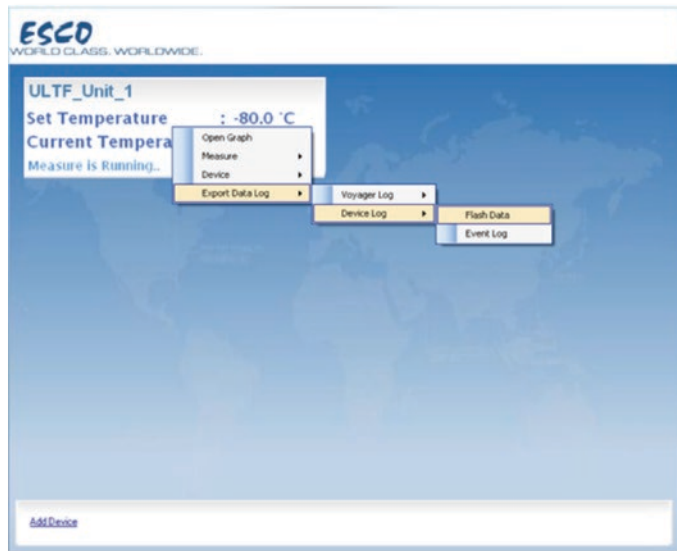 ESCO
WORLD CLASS. WORLDWIDE.
ULTF_Unit_1
Set Temperature : -80.0 °C
Current Tempera
Measure is Running..
Open Graph
Measure
Device
Export Data Log
Voyager Log
Device Log
Flash Data
Event Log
Add Device